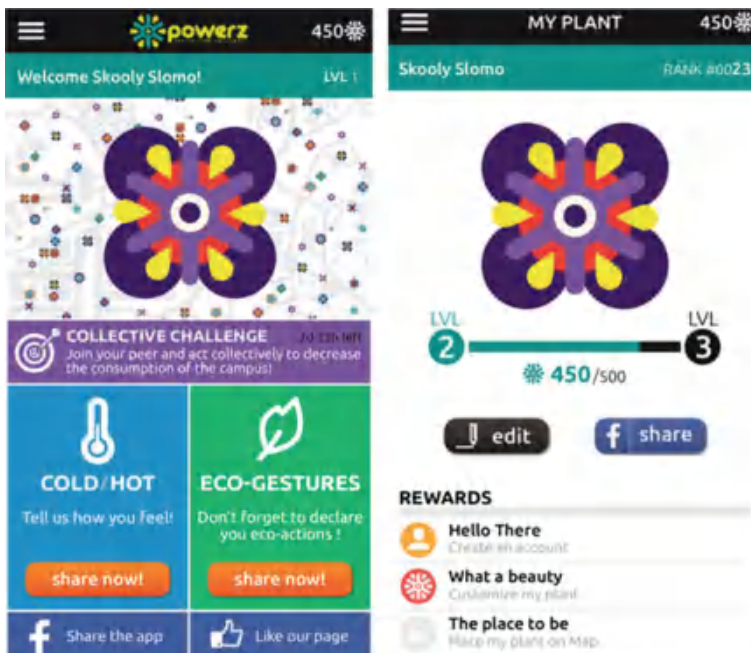 powerz
450
Welcome Skooly Slomo!
LVL 1
COLLECTIVE CHALLENGE
left
Join your peer and act collectively to decrease
the consumption of the campus!
COLD/HOT
Tell us how you feel!
share now!
ECO-GESTURES
Don't forget to declare
you eco-actions !
share now!
Share the app
Like our page
MY PLANT
450
Skooly Slomo
RANK #0023
LVL
2
LVL
3
450/500
edit
share
REWARDS
Hello There
Create an account
What a beauty
Customize my plant
The place to be
Place my plant on Map